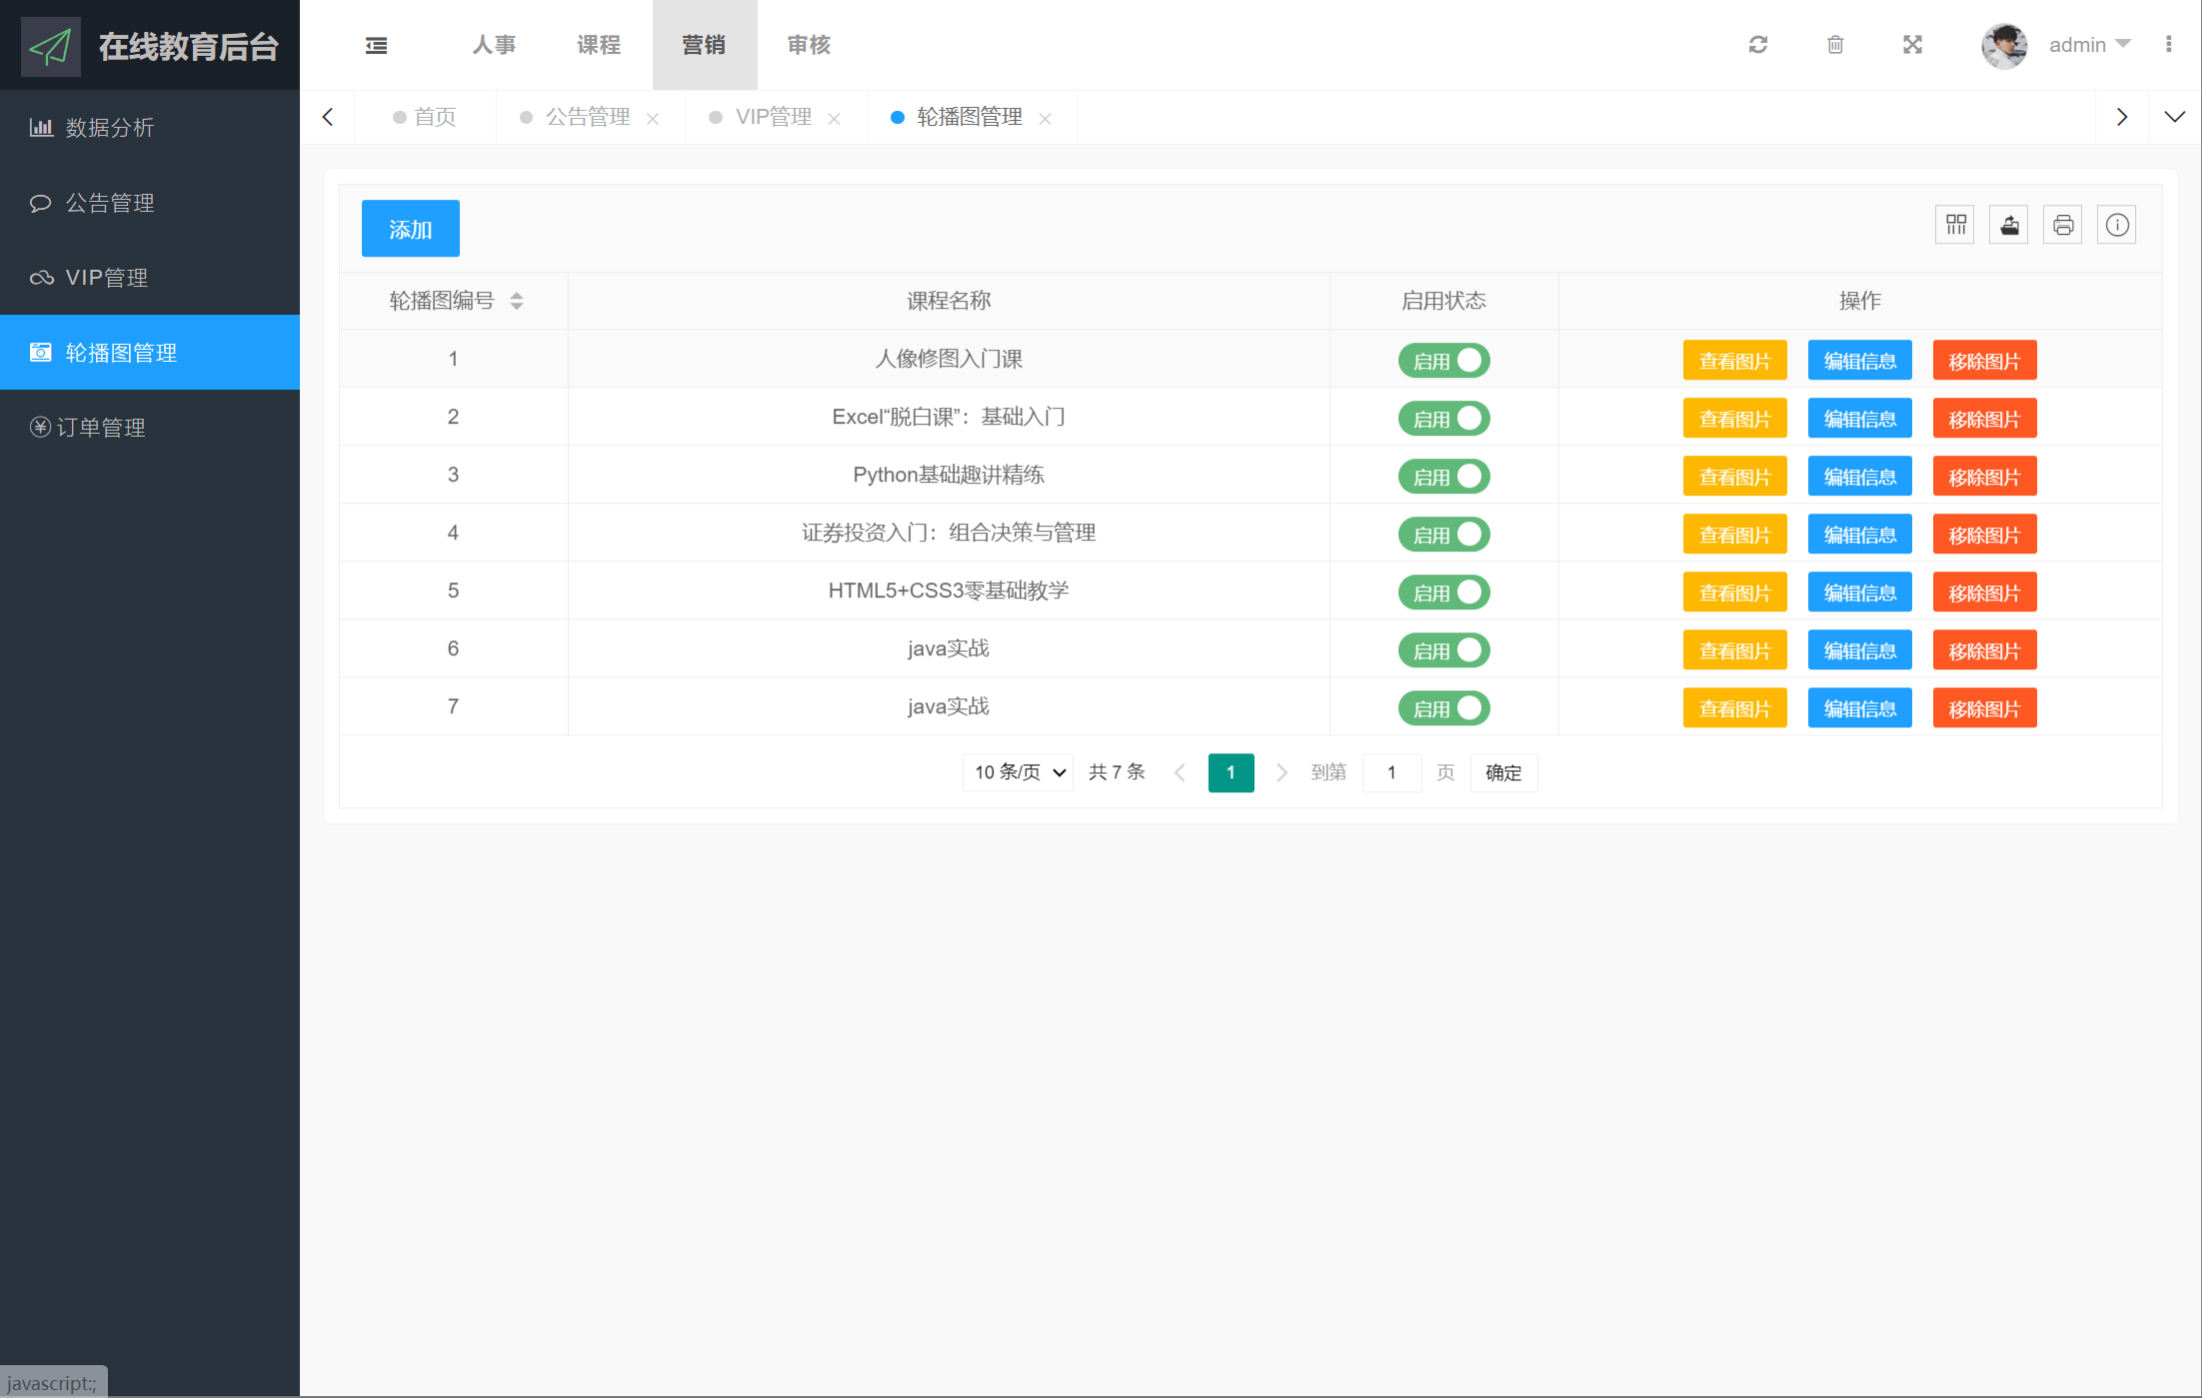 在线教育后台
人事 课程 营销 审核
admin
首页 公告管理 VIP管理 轮播图管理
数据分析
公告管理
VIP管理
轮播图管理
订单管理
添加
轮播图编号 课程名称 启用状态 操作
1 人像修图入门课 启用 查看图片 编辑信息 移除图片
2 Excel“脱白课”：基础入门 启用 查看图片 编辑信息 移除图片
3 Python基础趣讲精练 启用 查看图片 编辑信息 移除图片
4 证券投资入门：组合决策与管理 启用 查看图片 编辑信息 移除图片
5 HTML5+CSS3零基础教学 启用 查看图片 编辑信息 移除图片
6 java实战 启用 查看图片 编辑信息 移除图片
7 java实战 启用 查看图片 编辑信息 移除图片
10 条/页 共 7 条 1 到第 1 页 确定
javascript:;